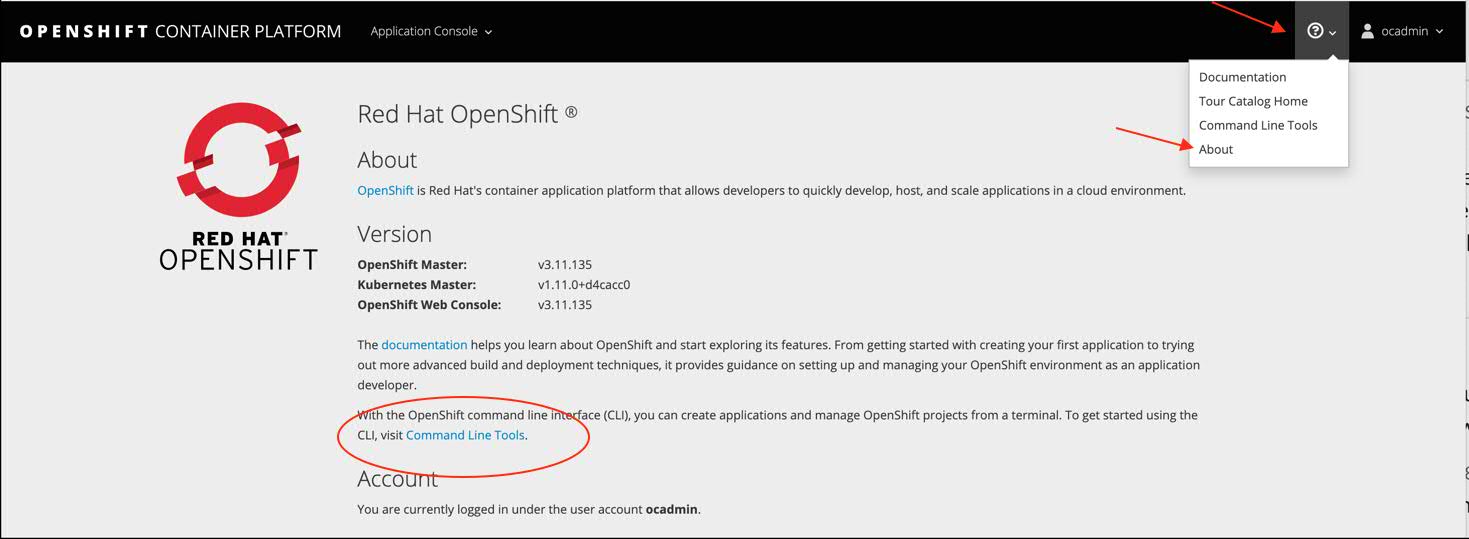 OPENSHIFT CONTAINER PLATFORM Application Console ocadmin
Documentation
Tour Catalog Home
Command Line Tools
About
RED HAT®
OPENSHIFT
Red Hat OpenShift ®
About
OpenShift is Red Hat's container application platform that allows developers to quickly develop, host, and scale applications in a cloud environment.
Version
OpenShift Master: v3.11.135
Kubernetes Master: v1.11.0+d4cacc0
OpenShift Web Console: v3.11.135
The documentation helps you learn about OpenShift and start exploring its features. From getting started with creating your first application to trying
out more advanced build and deployment techniques, it provides guidance on setting up and managing your OpenShift environment as an application
developer.
With the OpenShift command line interface (CLI), you can create applications and manage OpenShift projects from a terminal. To get started using the
CLI, visit Command Line Tools.
Account
You are currently logged in under the user account ocadmin.